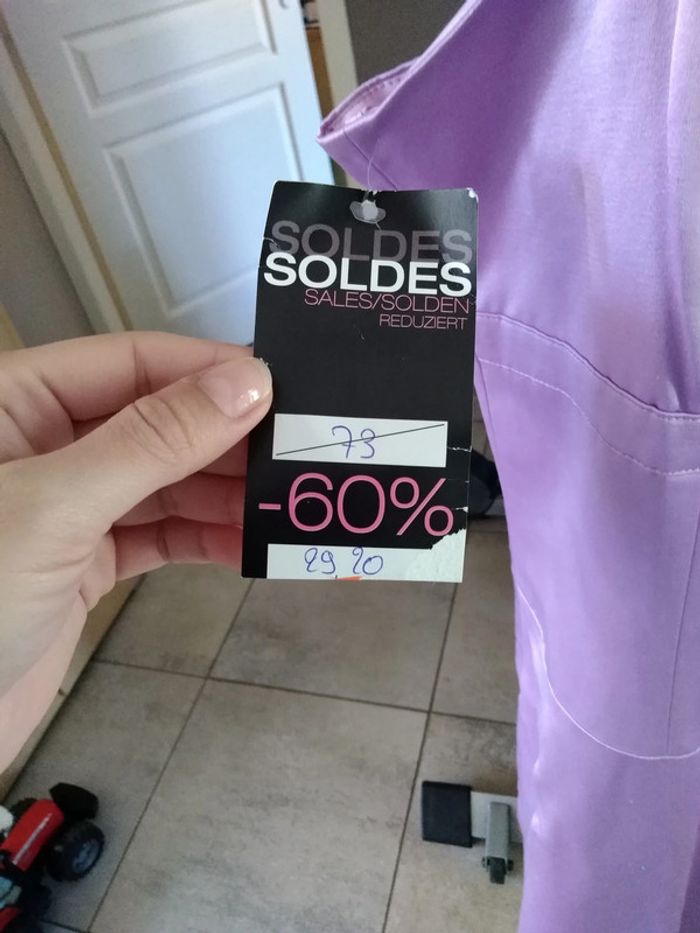 SOLDES
SOLDES
SALES/SOLDEN
REDUZIERT
73
-60%
29,20